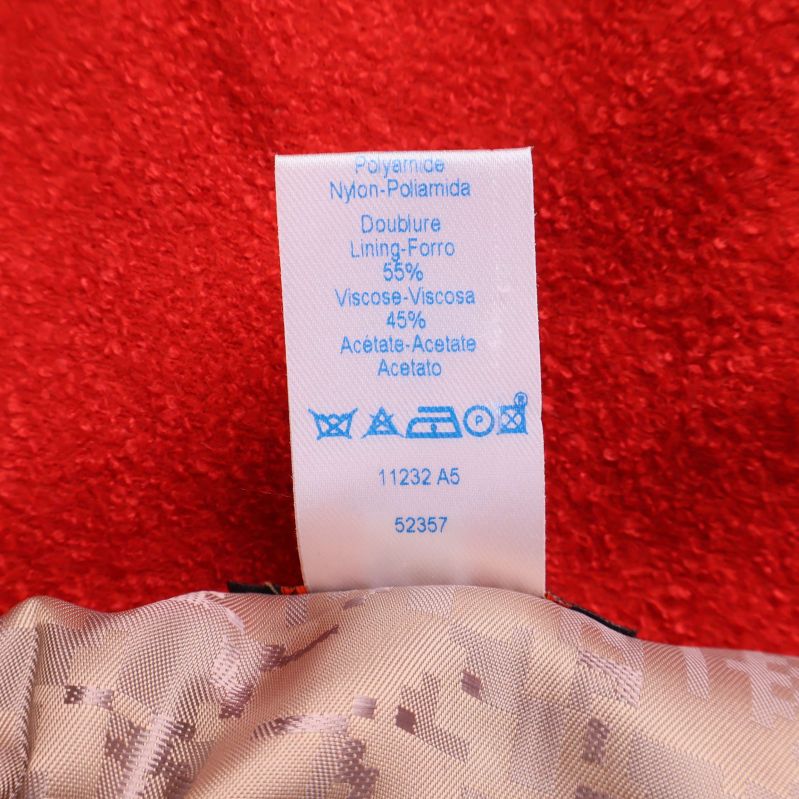 Polyamide
Nylon-Poliamida
Doublure
Lining-Forro
55%
Viscose-Viscosa
45%
Acétate-Acetate
Acetato
P ®
11232 A5
52357